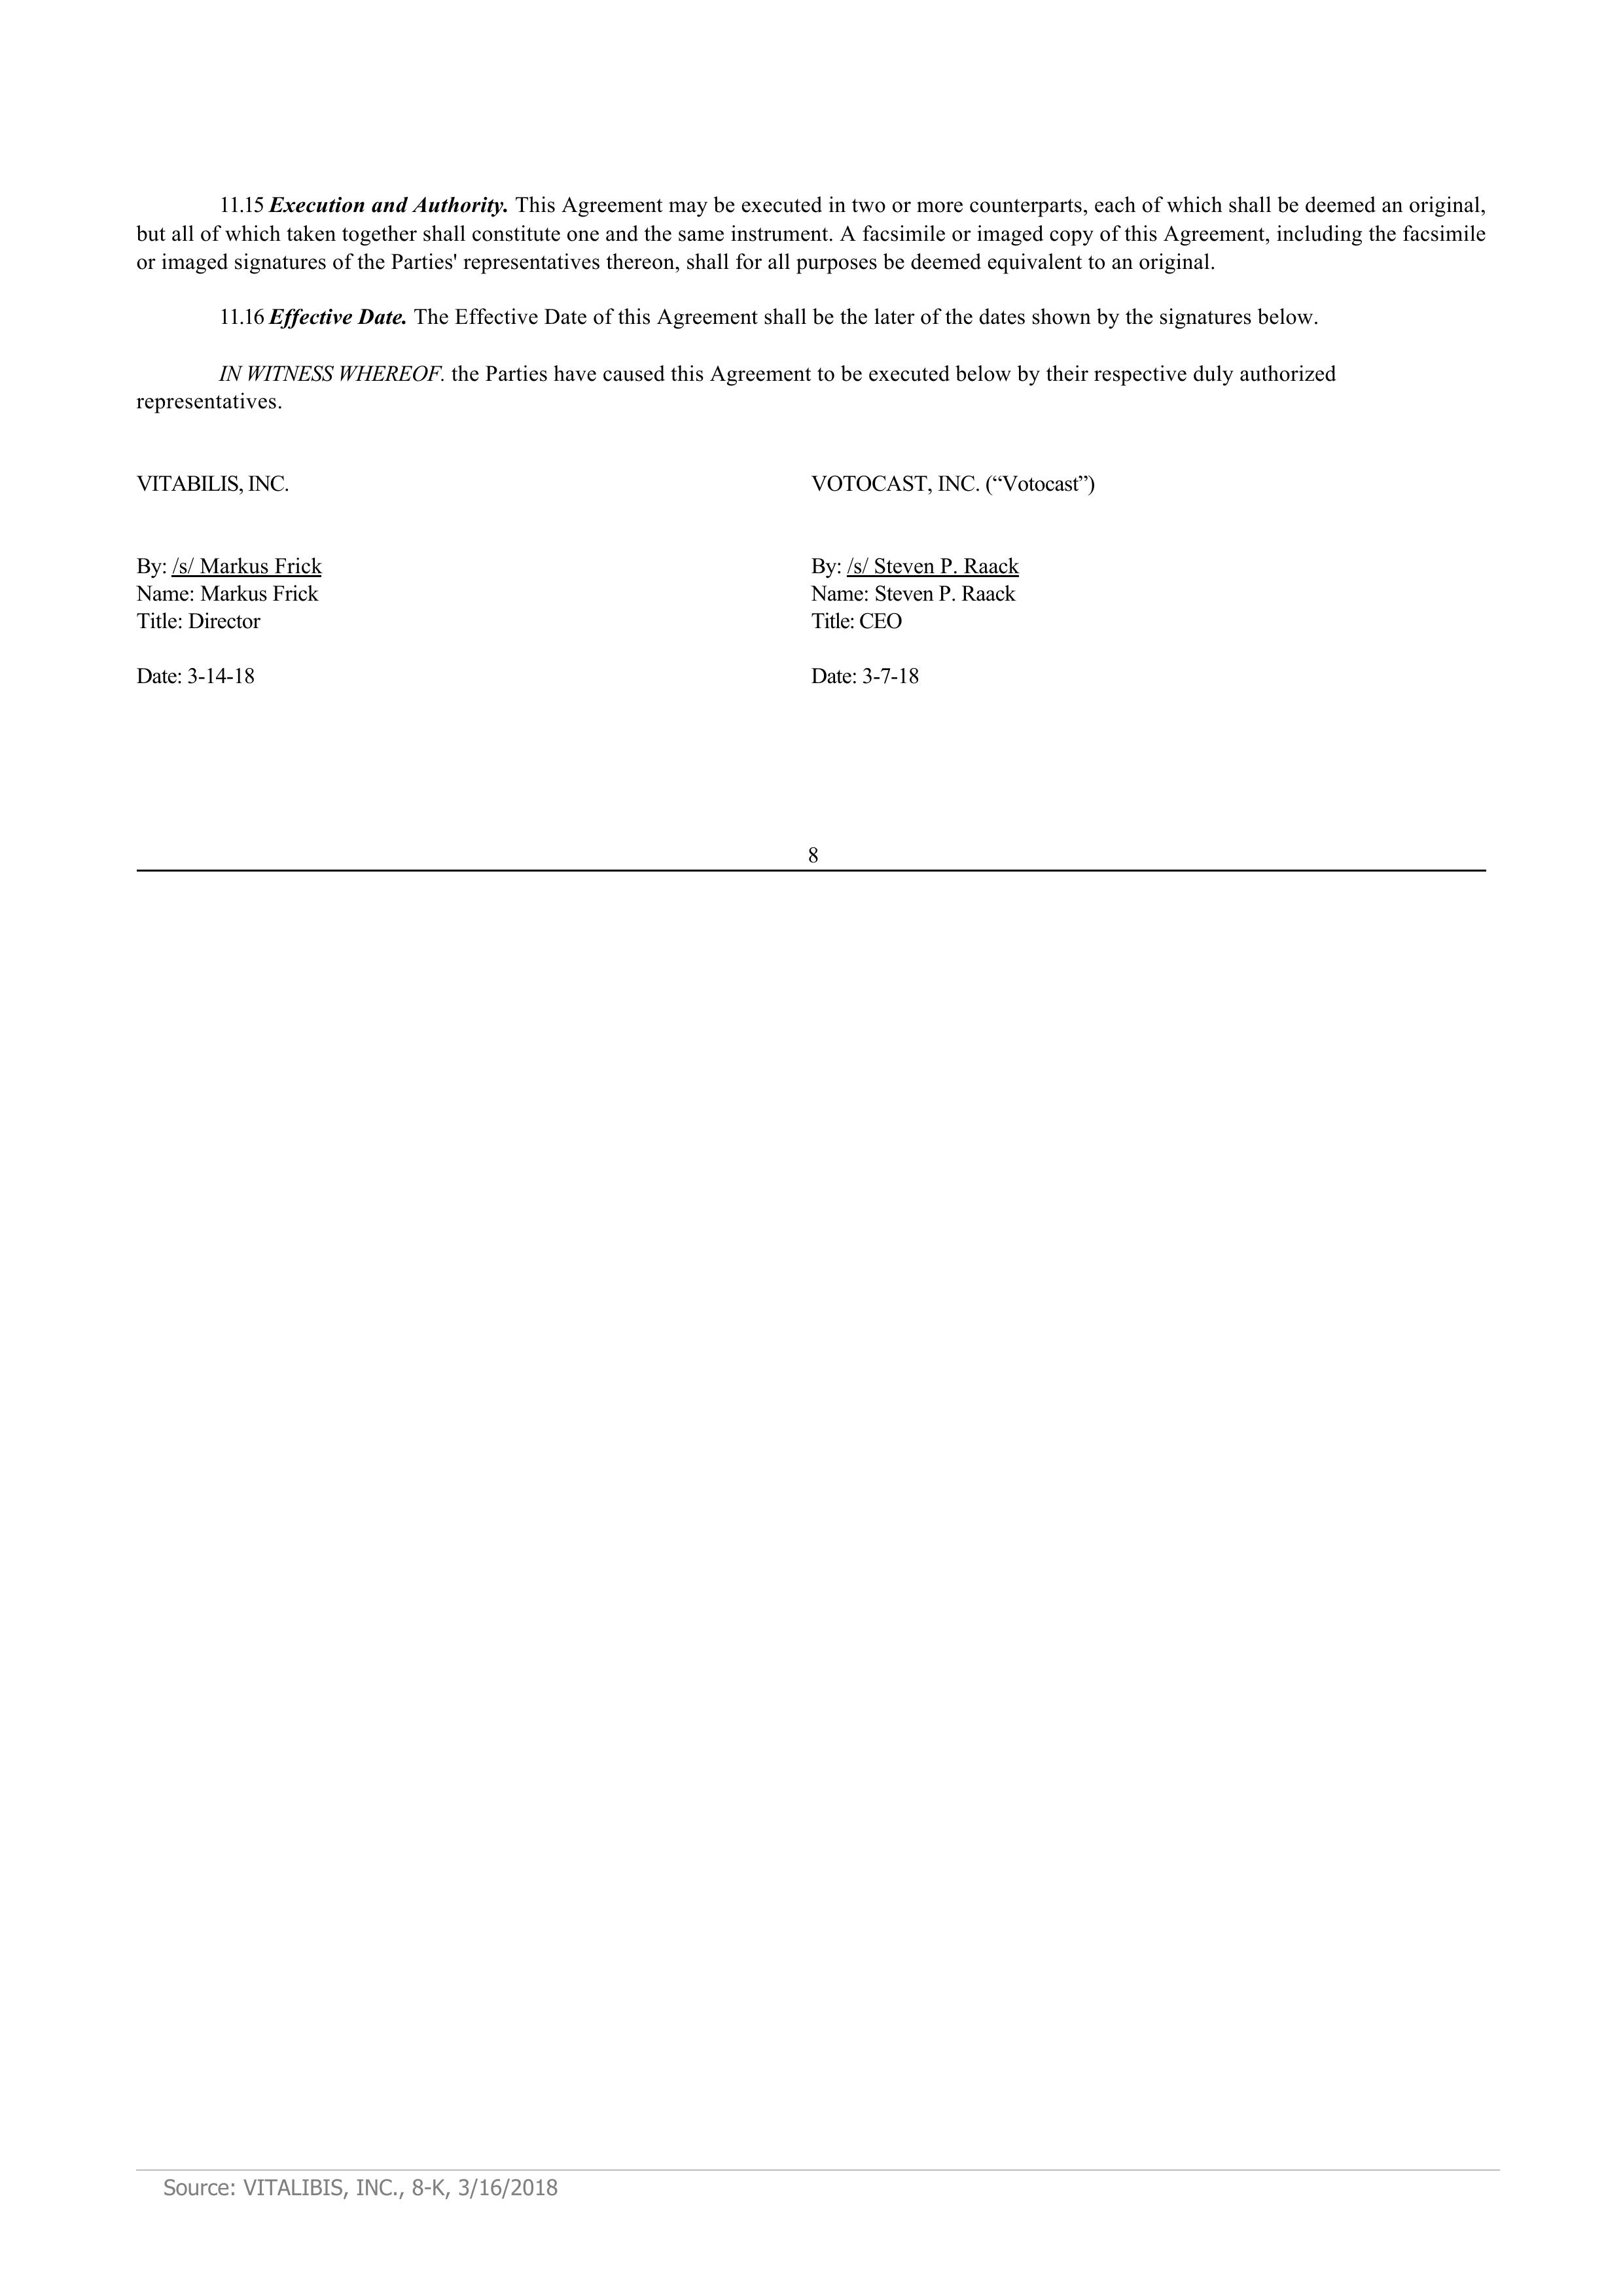 11.15 Execution and Authority. This Agreement may be executed in two or more counterparts, each of which shall be deemed an original,
but all of which taken together shall constitute one and the same instrument. A facsimile or imaged copy of this Agreement, including the facsimile
or imaged signatures of the Parties' representatives thereon, shall for all purposes be deemed equivalent to an original.
11.16 Effective Date. The Effective Date of this Agreement shall be the later of the dates shown by the signatures below.
IN WITNESS WHEREOF. the Parties have caused this Agreement to be executed below by their respective duly authorized
representatives.
VITABILIS, INC.
VOTOCAST, INC. (“Votocast”)
By: /s/ Markus Frick
Name: Markus Frick
Title: Director
Date: 3-14-18
By: /s/ Steven P. Raack
Name: Steven P. Raack
Title: CEO
Date: 3-7-18
8
Source: VITALIBIS, INC., 8-K, 3/16/2018